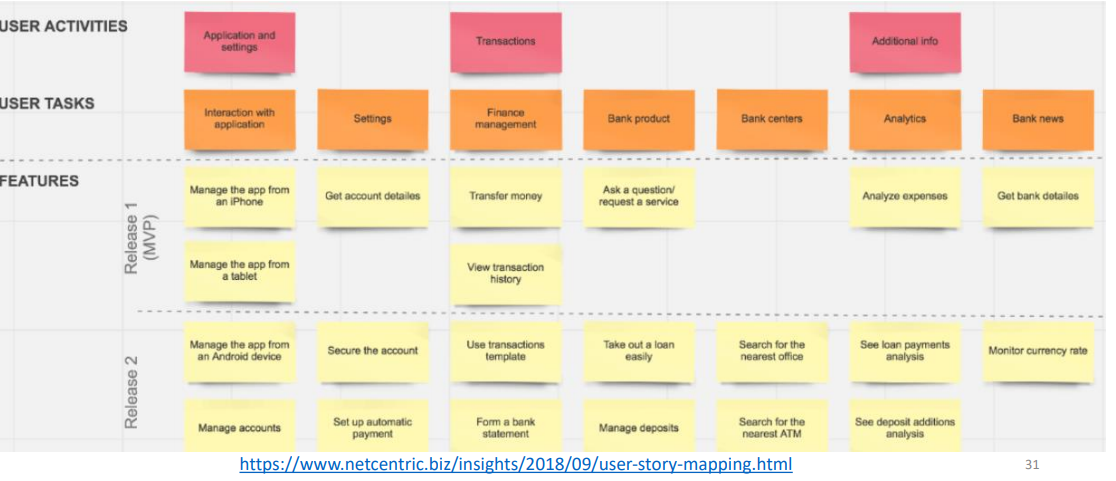 USER ACTIVITIES
Application and
settings
Transactions
Additional info
USER TASKS
Interaction with
application
Settings
Finance
management
Bank product
Bank centers
Analytics
Bank news
FEATURES
Release 1
(MVP)
Manage the app from
an iPhone
Get account detailes
Transfer money
Ask a question/
request a service
Analyze expenses
Get bank detailes
Manage the app from
a tablet
View transaction
history
Release 2
Manage the app from
an Android device
Secure the account
Use transactions
template
Take out a loan
easily
Search for the
nearest office
See loan payments
analysis
Monitor currency rate
Manage accounts
Set up automatic
payment
Form a bank
statement
Manage deposits
Search for the
nearest ATM
See deposit additions
analysis
https://www.netcentric.biz/insights/2018/09/user-story-mapping.html
31